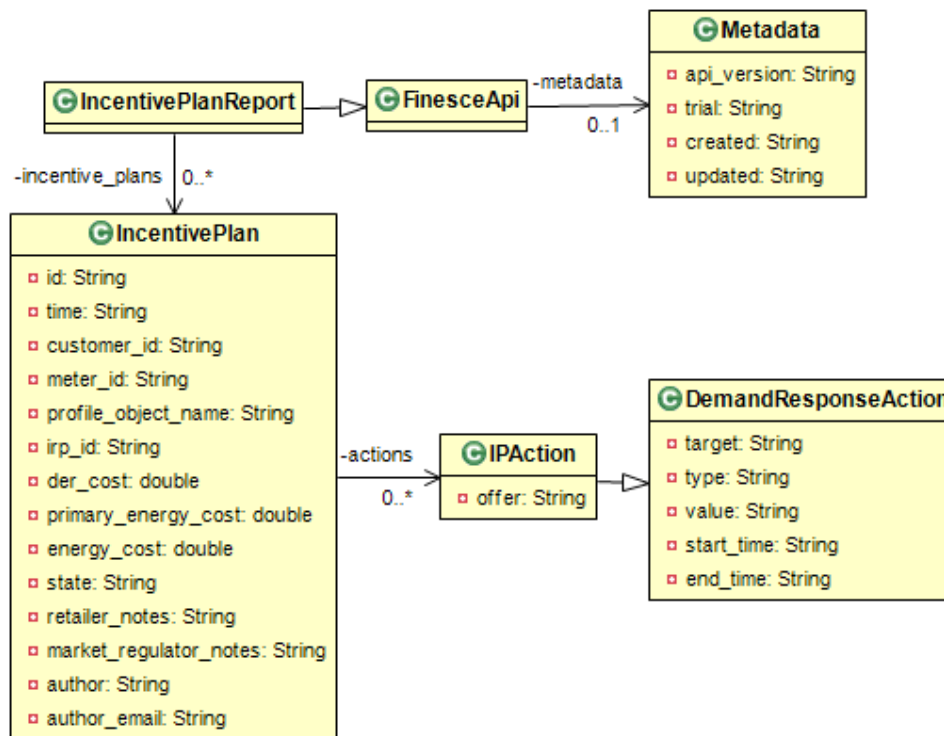 C Metadata
api_version: String
trial: String
created: String
updated: String
C IncentivePlanReport
C FinesceApi
-metadata
0..1
-incentive_plans 0..*
C IncentivePlan
id: String
time: String
customer_id: String
meter_id: String
profile_object_name: String
irp_id: String
der_cost: double
primary_energy_cost: double
energy_cost: double
state: String
retailer_notes: String
market_regulator_notes: String
author: String
author_email: String
-actions
0..*
C IPAction
offer: String
C DemandResponseAction
target: String
type: String
value: String
start_time: String
end_time: String